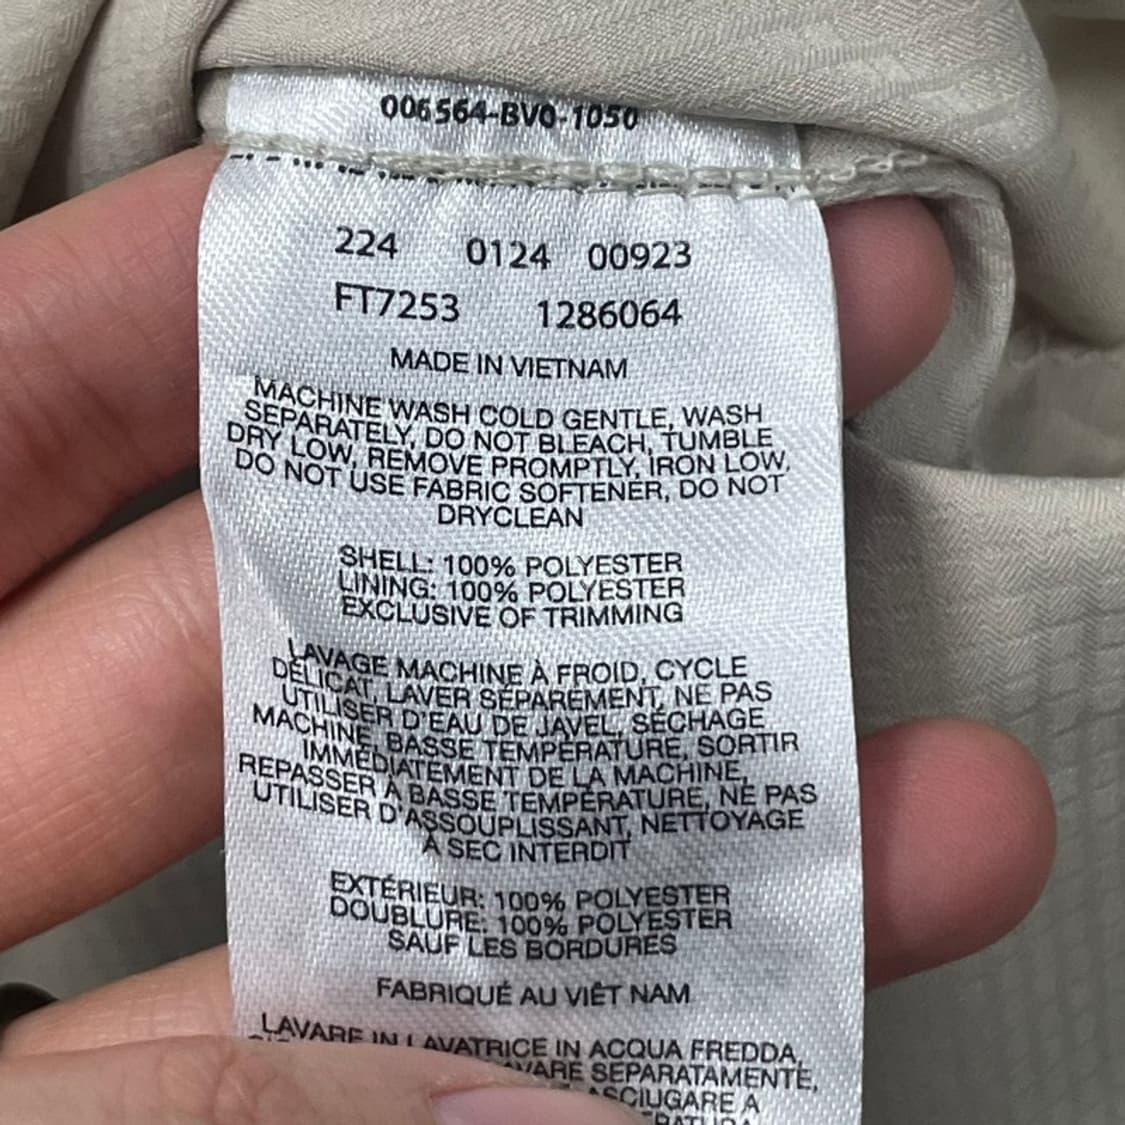 006564-BV0-1050
224 0124 00923
FT7253 1286064
MADE IN VIETNAM
MACHINE WASH COLD GENTLE, WASH
SEPARATELY, DO NOT BLEACH, TUMBLE
DRY LOW, REMOVE PROMPTLY, IRON LOW,
DO NOT USE FABRIC SOFTENER, DO NOT
DRYCLEAN
SHELL: 100% POLYESTER
LINING: 100% POLYESTER
EXCLUSIVE OF TRIMMING
LAVAGE MACHINE À FROID, CYCLE
DÉLICAT, LAVER SÉPAREMENT, NE PAS
UTILISER D'EAU DE JAVEL, SÉCHAGE
MACHINE, BASSE TEMPÉRATURE, SORTIR
IMMÉDIATEMENT DE LA MACHINE,
REPASSER À BASSE TEMPÉRATURE, NE PAS
UTILISER D'ASSOUPLISSANT, NETTOYAGE
À SEC INTERDIT
EXTÉRIEUR: 100% POLYESTER
DOUBLURE: 100% POLYESTER
SAUF LES BORDURES
FABRIQUÉ AU VIÊT NAM
LAVARE IN LAVATRICE IN ACQUA FREDDA,
SEPARATAMENTE,
ASCIUGARE A